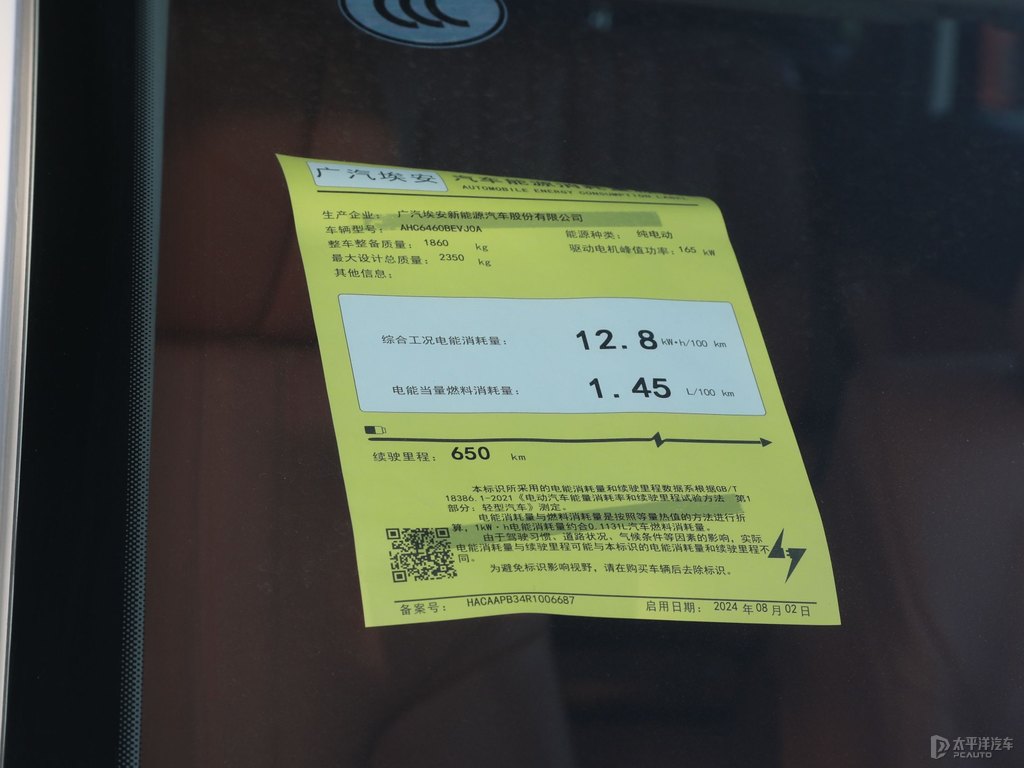 广汽埃安 汽车能源消耗
AUTOMOBILE ENERGY CONSUMPTION LABEL
生产企业： 广汽埃安新能源汽车股份有限公司
车辆型号： AHC6460BEVJ0A 能源种类： 纯电动
整车整备质量： 1860 kg 驱动电机峰值功率：165 kW
最大设计总质量： 2350 kg
其他信息：
综合工况电能消耗量： 12.8 kW·h/100 km
电能当量燃料消耗量： 1.45 L/100 km
续驶里程： 650 km
本标识所采用的电能消耗量和续驶里程数据系根据GB/T
18386.1-2021《电动汽车能量消耗率和续驶里程试验方法 第1
部分：轻型汽车》测定。
电能消耗量与燃料消耗量是按照等量热值的方法进行折
算，1kW·h电能消耗量约合0.1131L汽车燃料消耗量。
由于驾驶习惯、道路状况、气候条件等因素的影响，实际
电能消耗量与续驶里程可能与本标识的电能消耗量和续驶里程不
同。
为避免标识影响视野，请在购买车辆后去除标识。
备案号： HACAAPB34R1006687 启用日期： 2024 年 08 月 02 日
太平洋汽车
PCAUTO